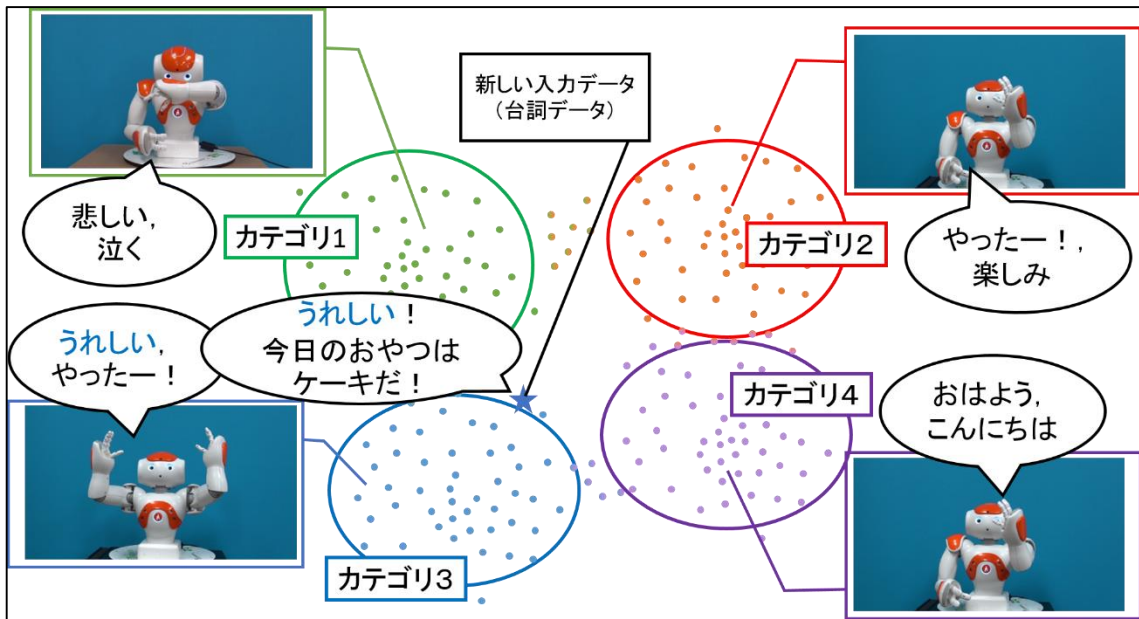 新しい入力データ
(台詞データ)
悲しい,
泣く
カテゴリ1
カテゴリ2
やったー！,
楽しみ
うれしい,
やったー！
うれしい！
今日のおやつは
ケーキだ！
カテゴリ4
おはよう,
こんにちは
カテゴリ3